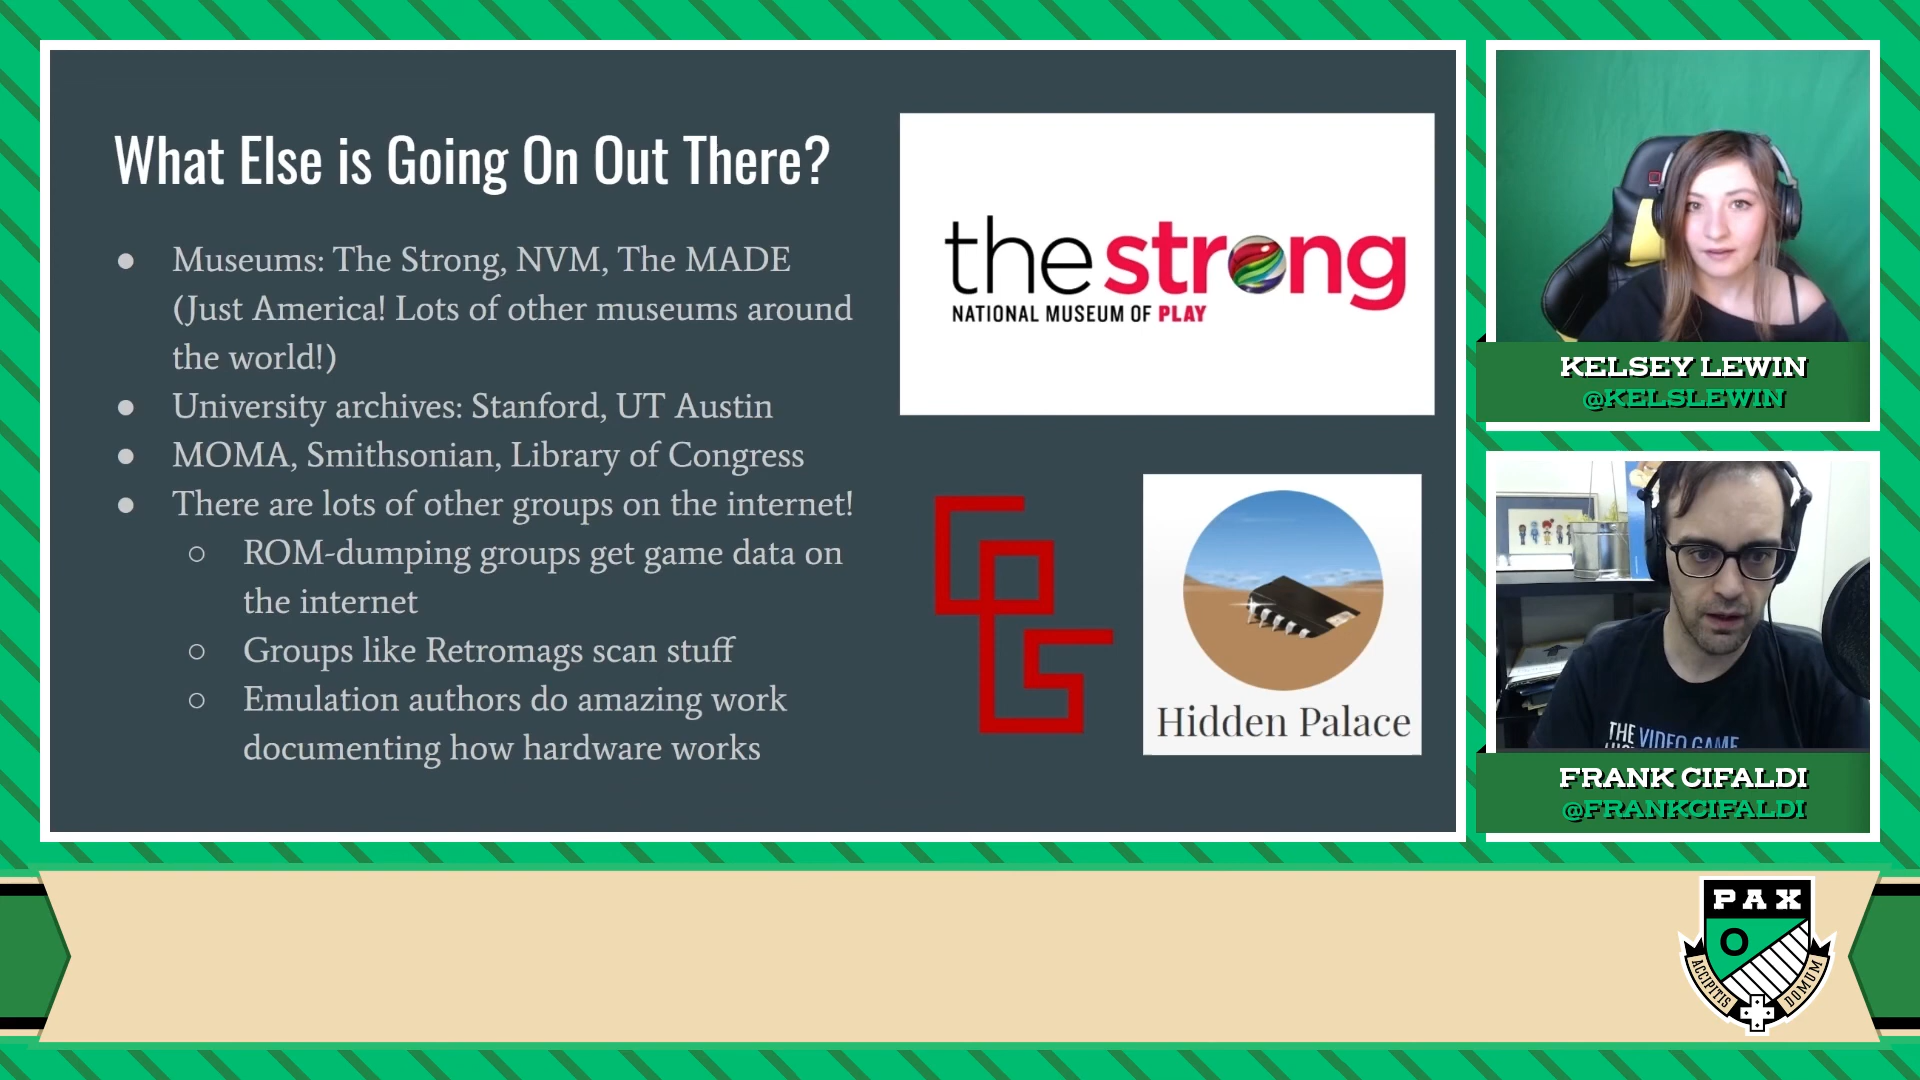 What Else is Going On Out There?
● Museums: The Strong, NVM, The MADE
(Just America! Lots of other museums around
the world!)
● University archives: Stanford, UT Austin
● MOMA, Smithsonian, Library of Congress
● There are lots of other groups on the internet!
○ ROM-dumping groups get game data on
the internet
○ Groups like Retromags scan stuff
○ Emulation authors do amazing work
documenting how hardware works
the strong
NATIONAL MUSEUM OF PLAY
Hidden Palace
KELSEY LEWIN
@KELSLEWIN
THE VIDEO GAME
FRANK CIFALDI
@FRANKCIFALDI
PAX
O
ACCIPITIS DOMUM